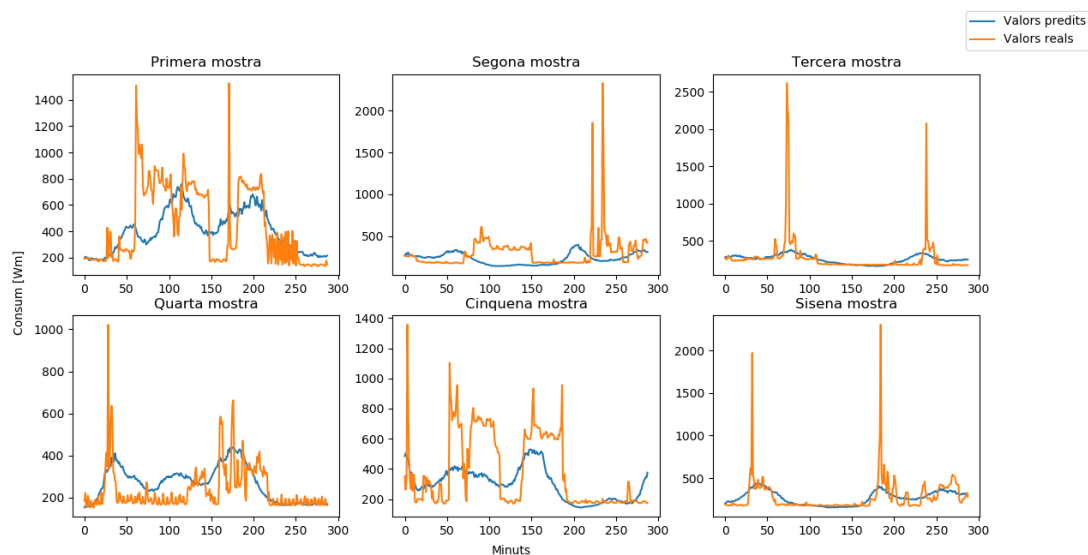 Valors predits
Valors reals
Primera mostra
Segona mostra
Tercera mostra
1400
1200
1000
800
600
400
200
0 50 100 150 200 250 300
2000
1500
1000
500
0 50 100 150 200 250 300
2500
2000
1500
1000
500
0 50 100 150 200 250 300
Consum [Wm]
Quarta mostra
Cinquena mostra
Sisena mostra
1000
800
600
400
200
0 50 100 150 200 250 300
1400
1200
1000
800
600
400
200
0 50 100 150 200 250 300
2000
1500
1000
500
0 50 100 150 200 250 300
Minuts